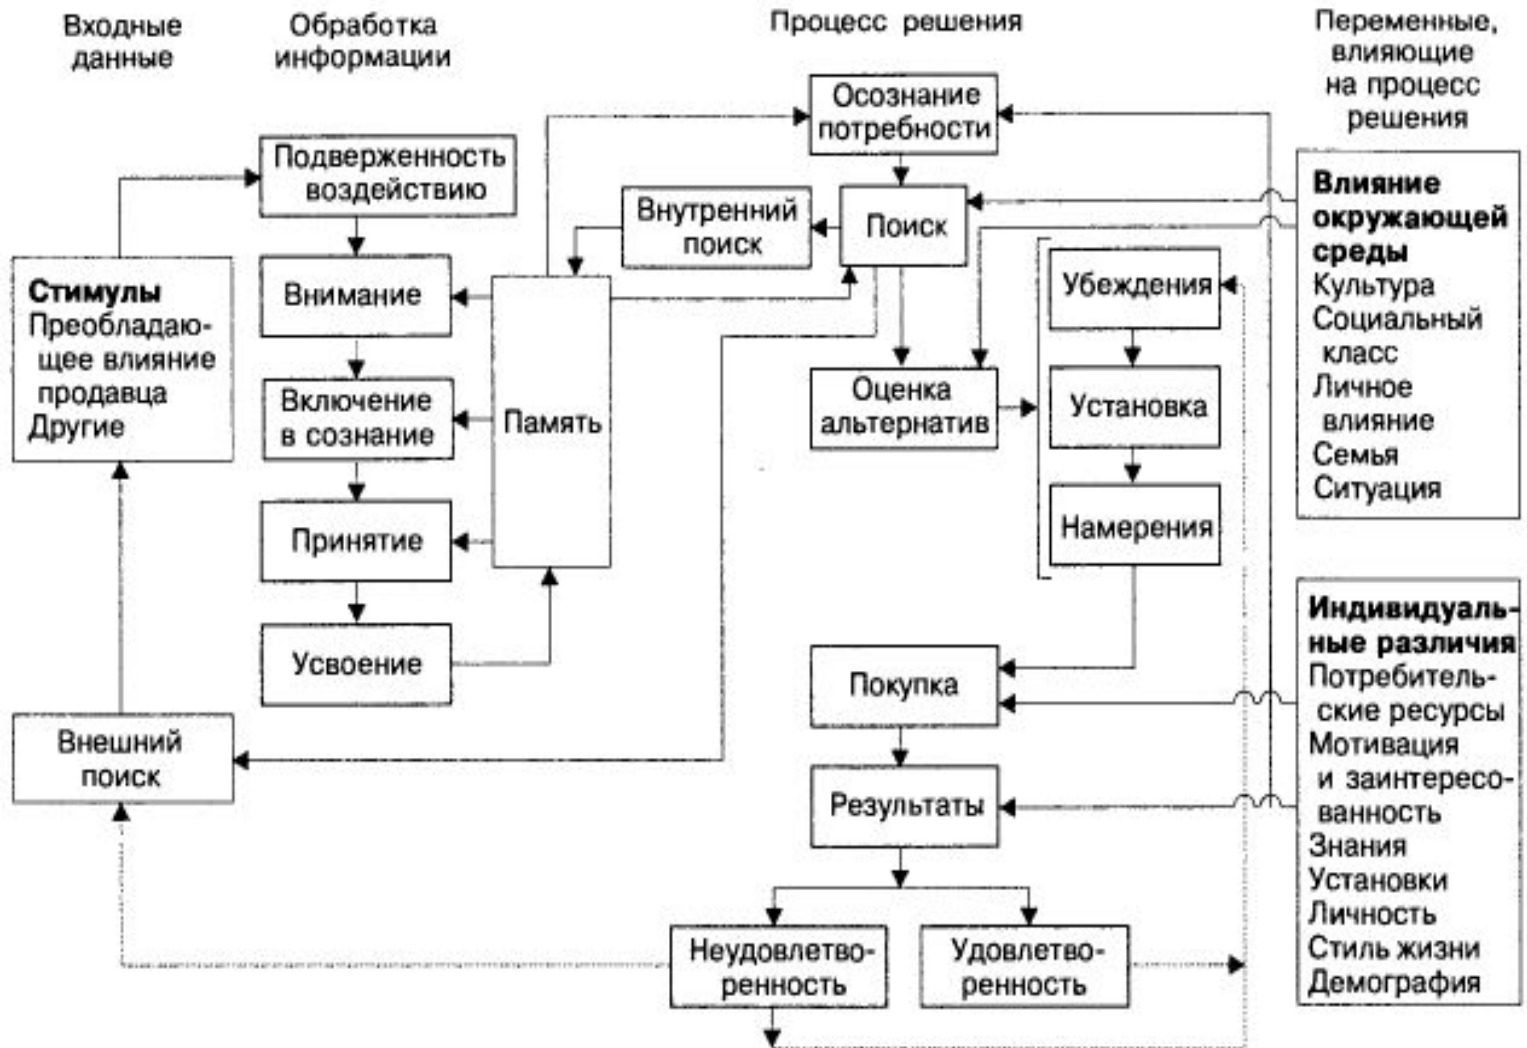 Входные
данные
Обработка
информации
Процесс решения
Переменные,
влияющие
на процесс
решения
Стимулы
Преобладаю-
щее влияние
продавца
Другие
Внешний
поиск
Подверженность
воздействию
Внимание
Включение
в сознание
Принятие
Усвоение
Память
Внутренний
поиск
Осознание
потребности
Поиск
Оценка
альтернатив
Убеждения
Установка
Намерения
Покупка
Результаты
Неудовлетво-
ренность
Удовлетво-
ренность
Влияние
окружающей
среды
Культура
Социальный
класс
Личное
влияние
Семья
Ситуация
Индивидуаль-
ные различия
Потребитель-
ские ресурсы
Мотивация
и заинтересо-
ванность
Знания
Установки
Личность
Стиль жизни
Демография